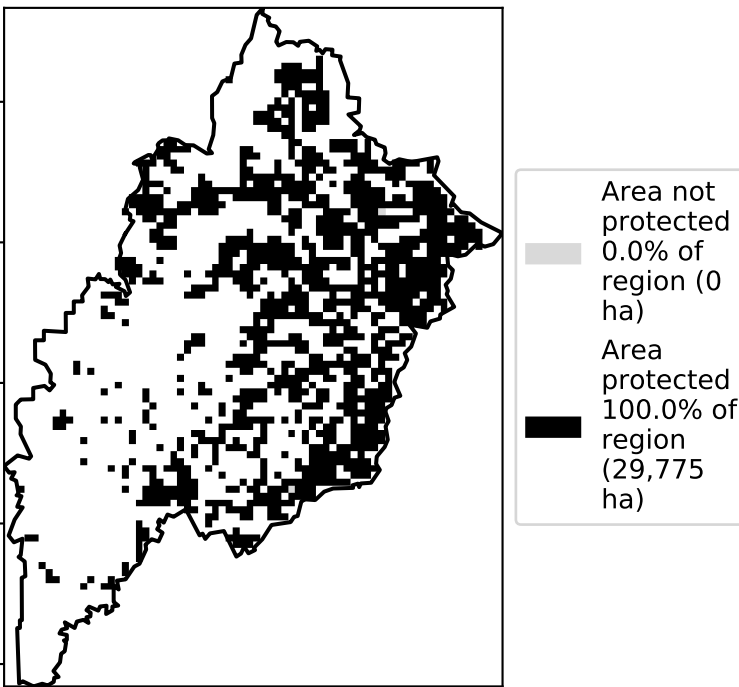 Area not
protected
0.0% of
region (0
ha)
Area
protected
100.0% of
region
(29,775
ha)